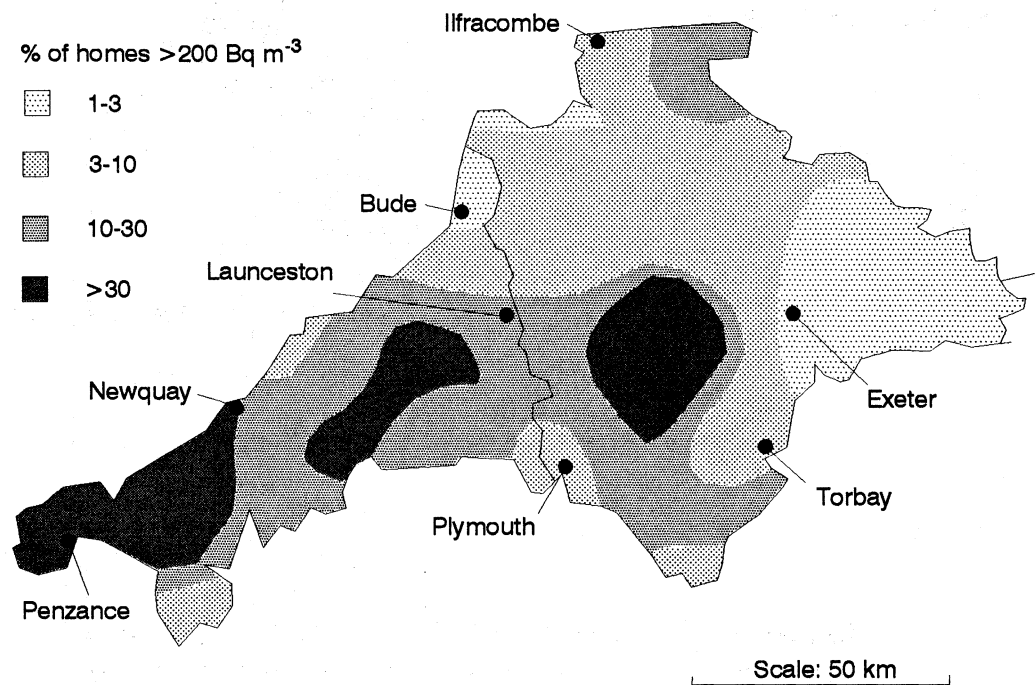 Ilfracombe
% of homes >200 Bq m-3
1-3
3-10
10-30
>30
Bude
Launceston
Newquay
Exeter
Torbay
Plymouth
Penzance
Scale: 50 km